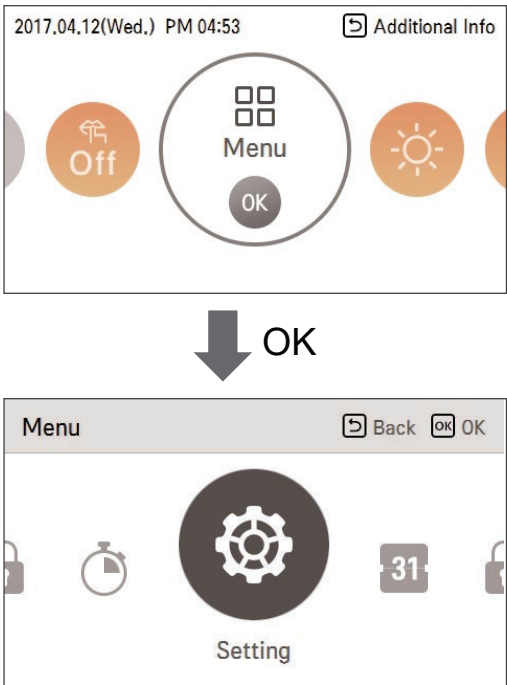 2017.04.12(Wed.) PM 04:53 Additional Info
Off
Menu
OK
OK
Menu Back OK OK
31
Setting